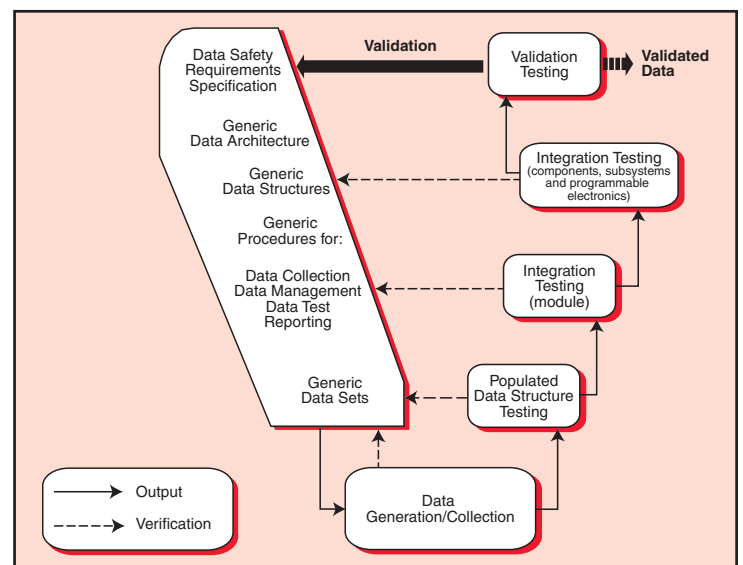 Data Safety
Requirements
Specification
Validation
Validation
Testing
Validated
Data
Generic
Data Architecture
Integration Testing
(components, subsystems
and programmable
electronics)
Generic
Data Structures
Generic
Procedures for:
Data Collection
Data Management
Data Test
Reporting
Integration
Testing
(module)
Generic
Data Sets
Populated
Data Structure
Testing
Data
Generation/Collection
Output
Verification